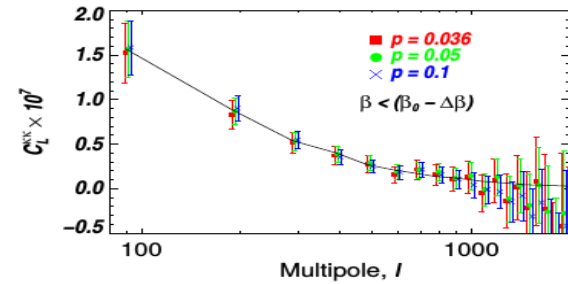 2.0
1.5
1.0
0.5
0.0
-0.5
C_L^κκ × 10^7
p = 0.036
p = 0.05
p = 0.1
β < (β₀ – Δβ)
100
1000
Multipole, l